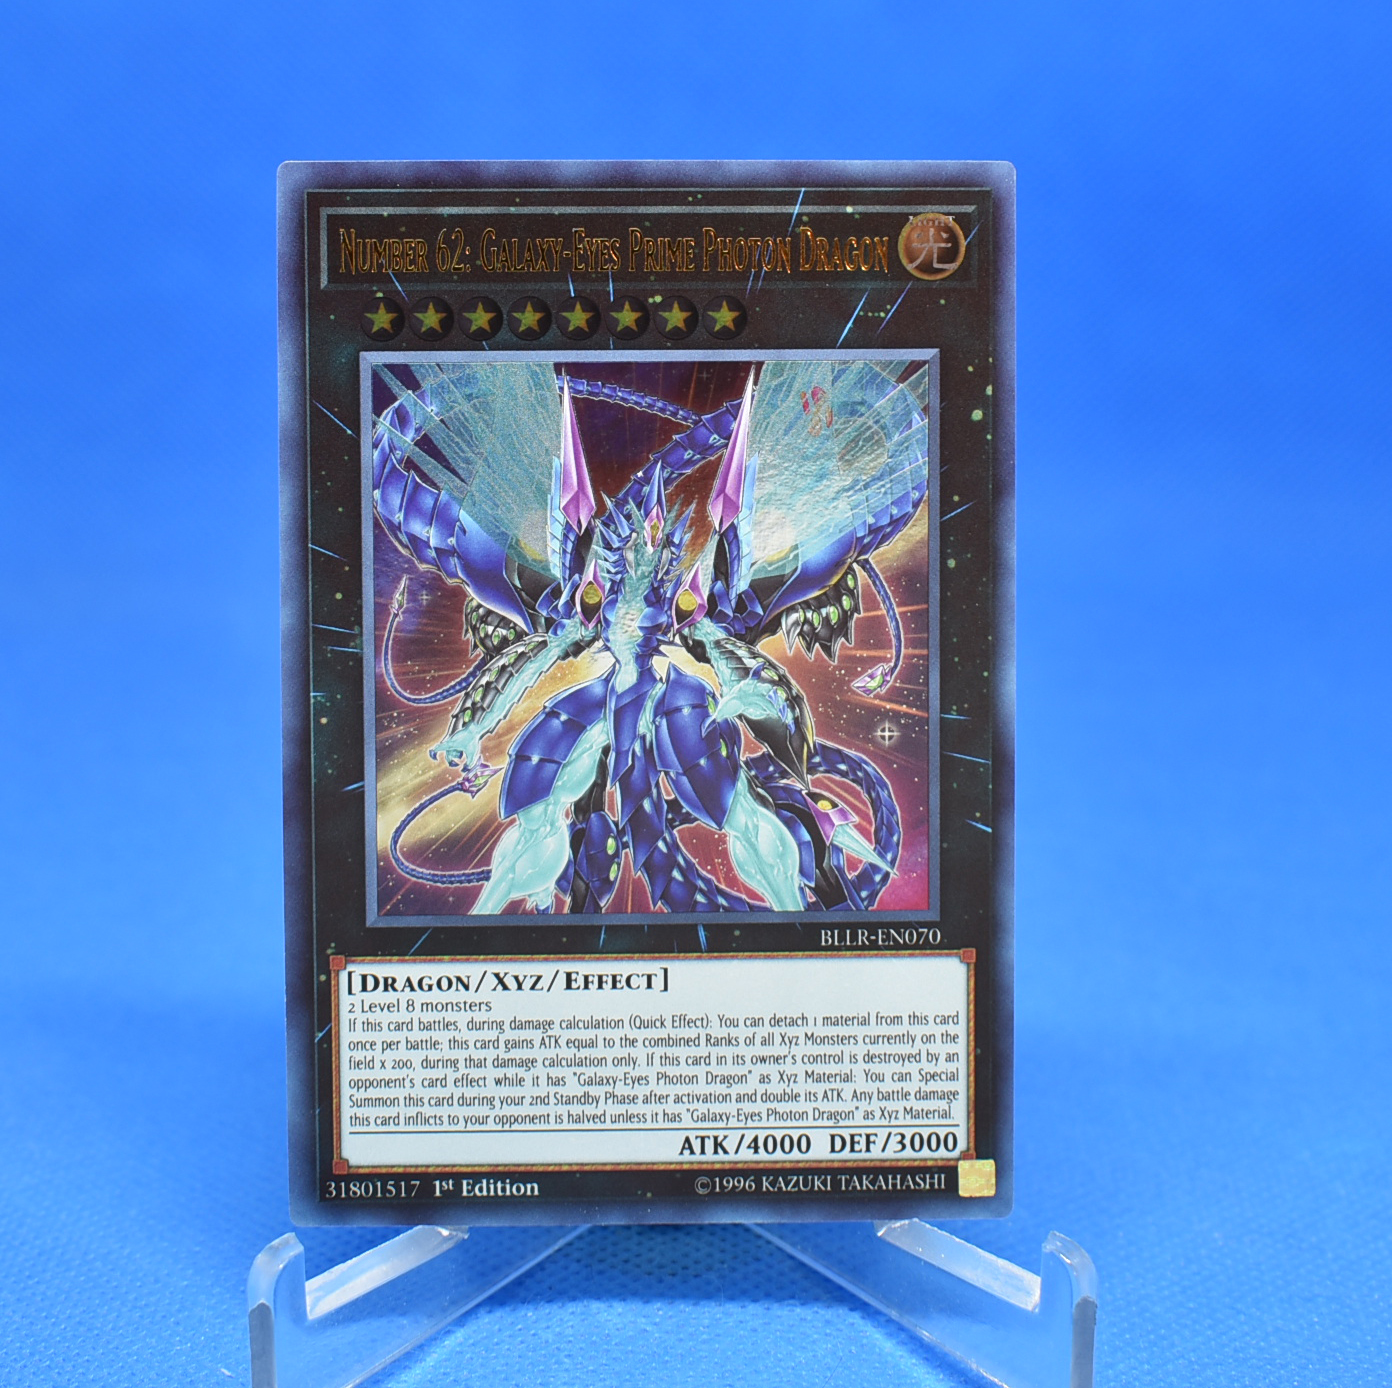 Number 62: Galaxy-Eyes Prime Photon Dragon
光
BLLR-EN070
[Dragon/Xyz/Effect]
2 Level 8 monsters
If this card battles, during damage calculation (Quick Effect): You can detach 1 material from this card
once per battle; this card gains ATK equal to the combined Ranks of all Xyz Monsters currently on the
field x 200, during that damage calculation only. If this card in its owner's control is destroyed by an
opponent's card effect while it has "Galaxy-Eyes Photon Dragon" as Xyz Material: You can Special
Summon this card during your 2nd Standby Phase after activation and double its ATK. Any battle damage
this card inflicts to your opponent is halved unless it has "Galaxy-Eyes Photon Dragon" as Xyz Material.
ATK/4000 DEF/3000
31801517 1st Edition ©1996 KAZUKI TAKAHASHI